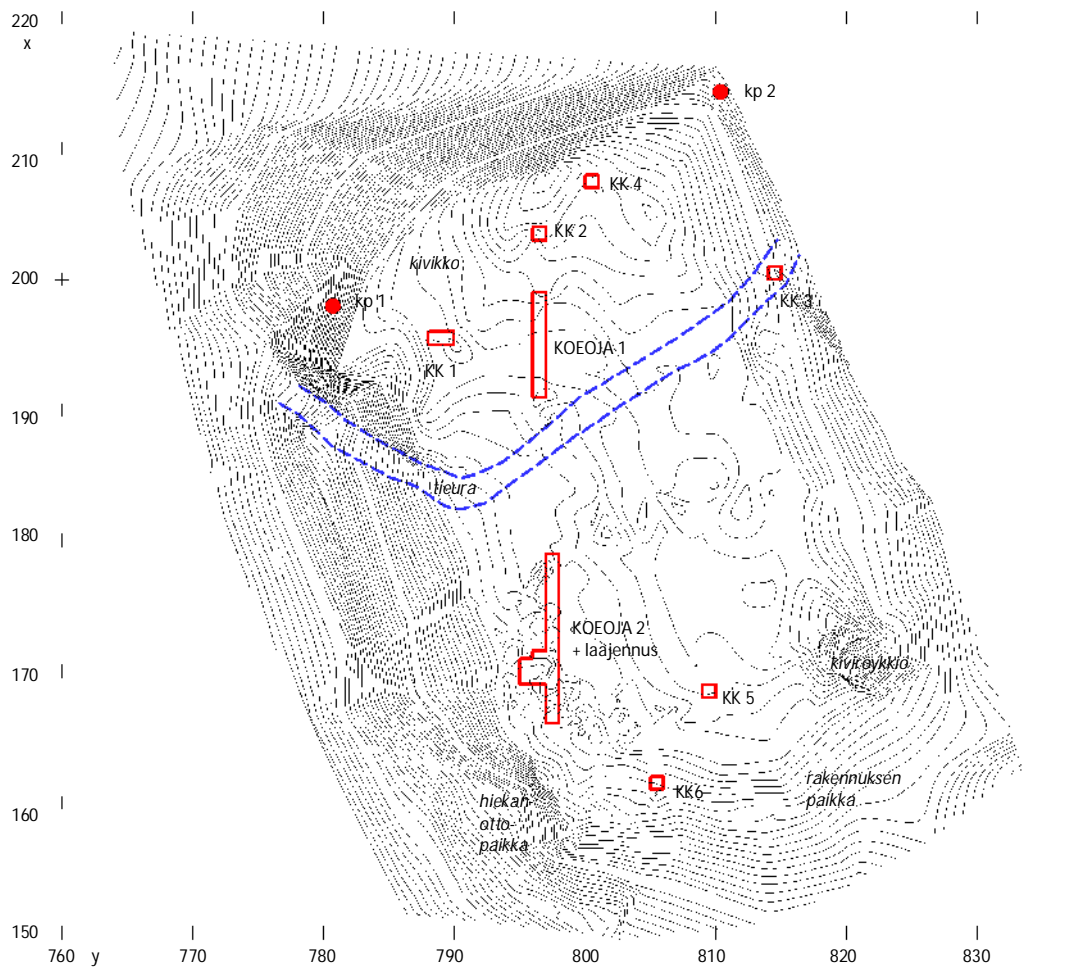 220
x
kp 2
210
KK 4
KK 2
kivikko
200
kp 1
KK 3
KOEOJA 1
KK 1
190
tieura
180
KOEOJA 2
+ laajennus
kiviröykkiö
170
KK 5
rakennuksen
paikka
KK6
hiekan-
otto-
paikka
160
150
760 y 770 780 790 800 810 820 830